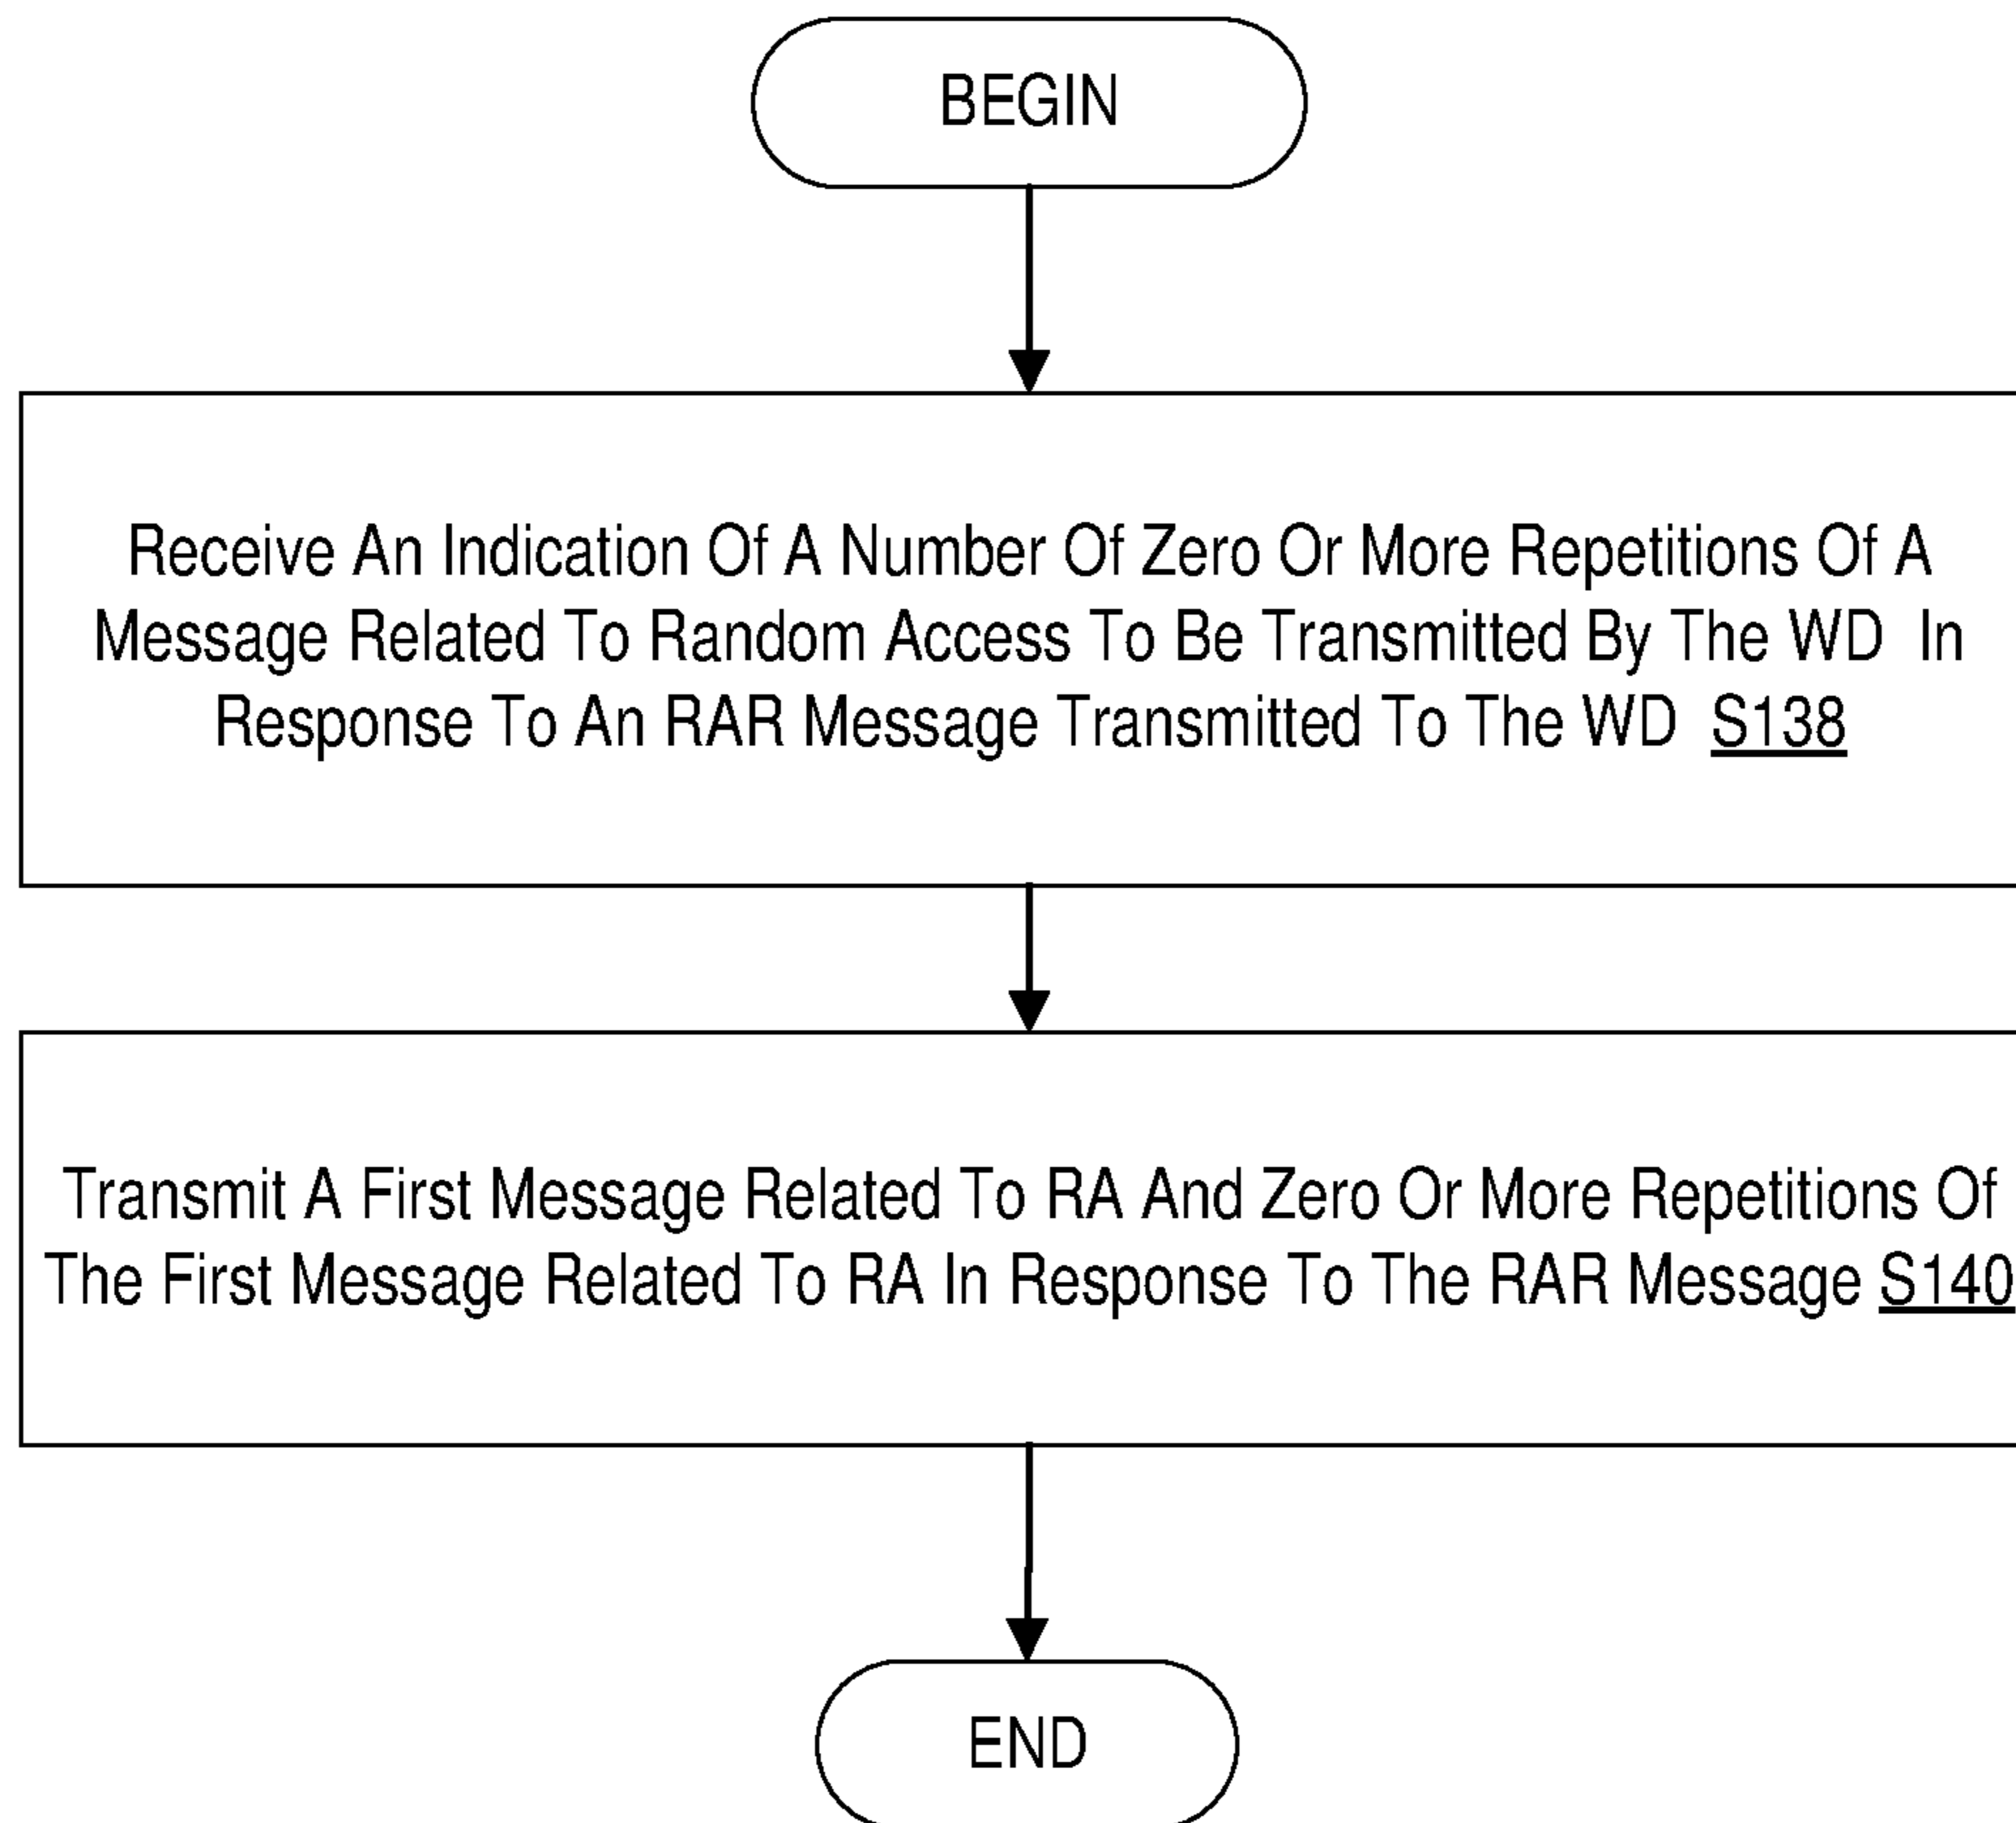 BEGIN
Receive An Indication Of A Number Of Zero Or More Repetitions Of A
Message Related To Random Access To Be Transmitted By The WD In
Response To An RAR Message Transmitted To The WD S138
Transmit A First Message Related To RA And Zero Or More Repetitions Of
The First Message Related To RA In Response To The RAR Message S140
END